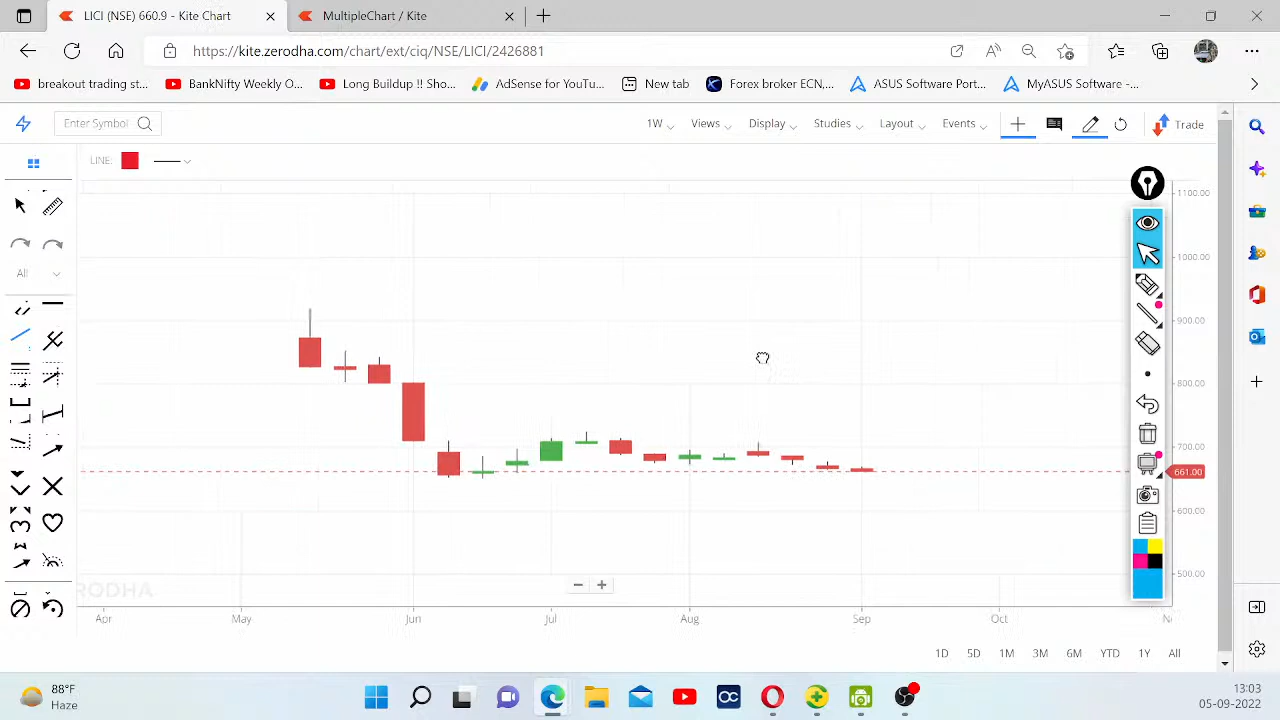 LICI (NSE) 660.9 - Kite Chart
MultipleChart / Kite
https://kite.zerodha.com/chart/ext/ciq/NSE/LICI/2426881
breakout trading st...
BankNifty Weekly O...
Long Buildup !! Sho...
AdSense for YouTu...
New tab
Forex broker ECN,...
ASUS Software Port...
MyASUS Software -...
Enter Symbol
1W
Views
Display
Studies
Layout
Events
Trade
LINE:
All
1100.00
1000.00
900.00
800.00
700.00
661.00
600.00
500.00
RODHA
Apr
May
Jun
Jul
Aug
Sep
Oct
1D
5D
1M
3M
6M
YTD
1Y
All
88°F
Haze
13:03
05-09-2022